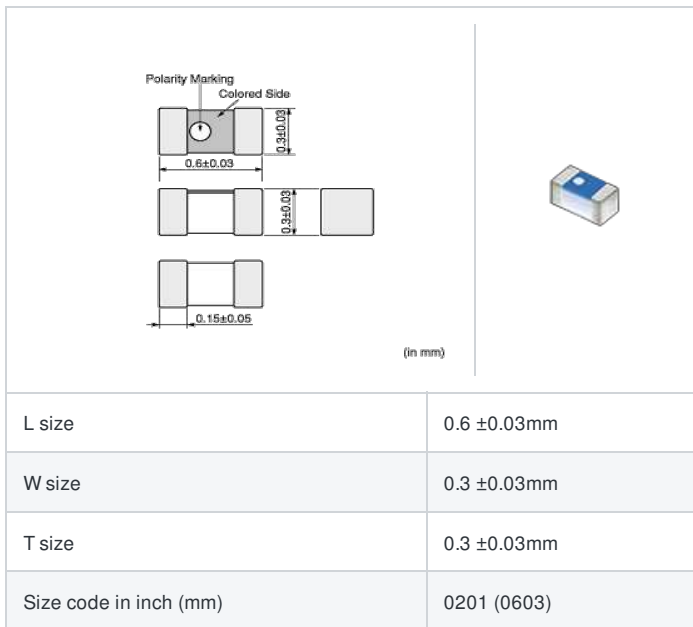 Polarity Marking
Colored Side
0.3±0.03
0.6±0.03
0.3±0.03
0.15±0.05
(in mm)
L size 0.6 ±0.03mm
W size 0.3 ±0.03mm
T size 0.3 ±0.03mm
Size code in inch (mm) 0201 (0603)